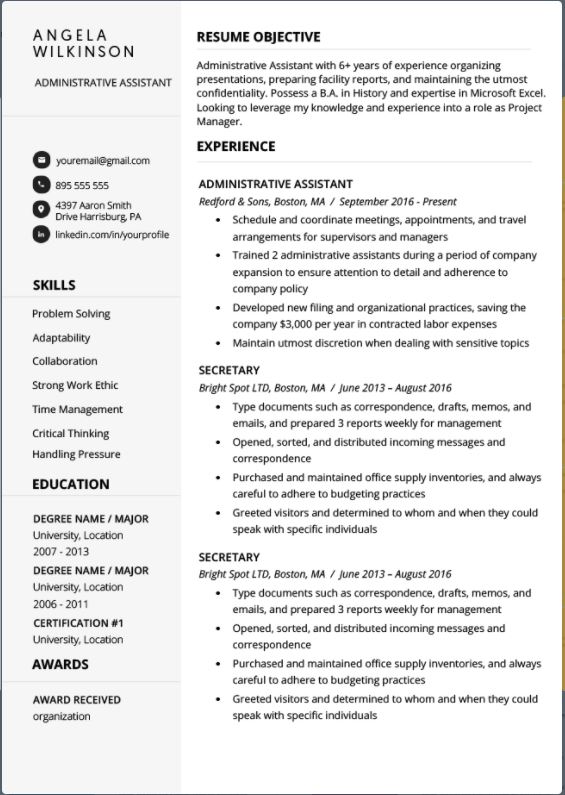 ANGELA
WILKINSON
ADMINISTRATIVE ASSISTANT
youremail@gmail.com
895 555 555
4397 Aaron Smith
Drive Harrisburg, PA
in
linkedin.com/in/yourprofile
SKILLS
Problem Solving
Adaptability
Collaboration
Strong Work Ethic
Time Management
Critical Thinking
Handling Pressure
EDUCATION
DEGREE NAME / MAJOR
University, Location
2007 - 2013
DEGREE NAME / MAJOR
University, Location
2006 - 2011
CERTIFICATION #1
University, Location
AWARDS
AWARD RECEIVED
organization
RESUME OBJECTIVE
Administrative Assistant with 6+ years of experience organizing
presentations, preparing facility reports, and maintaining the utmost
confidentiality. Possess a B.A. in History and expertise in Microsoft Excel.
Looking to leverage my knowledge and experience into a role as Project
Manager.
EXPERIENCE
ADMINISTRATIVE ASSISTANT
Redford & Sons, Boston, MA / September 2016 - Present
• Schedule and coordinate meetings, appointments, and travel
arrangements for supervisors and managers
• Trained 2 administrative assistants during a period of company
expansion to ensure attention to detail and adherence to
company policy
• Developed new filing and organizational practices, saving the
company $3,000 per year in contracted labor expenses
• Maintain utmost discretion when dealing with sensitive topics
SECRETARY
Bright Spot LTD, Boston, MA / June 2013 – August 2016
• Type documents such as correspondence, drafts, memos, and
emails, and prepared 3 reports weekly for management
• Opened, sorted, and distributed incoming messages and
correspondence
• Purchased and maintained office supply inventories, and always
careful to adhere to budgeting practices
• Greeted visitors and determined to whom and when they could
speak with specific individuals
SECRETARY
Bright Spot LTD, Boston, MA / June 2013 – August 2016
• Type documents such as correspondence, drafts, memos, and
emails, and prepared 3 reports weekly for management
• Opened, sorted, and distributed incoming messages and
correspondence
• Purchased and maintained office supply inventories, and always
careful to adhere to budgeting practices
• Greeted visitors and determined to whom and when they could
speak with specific individuals